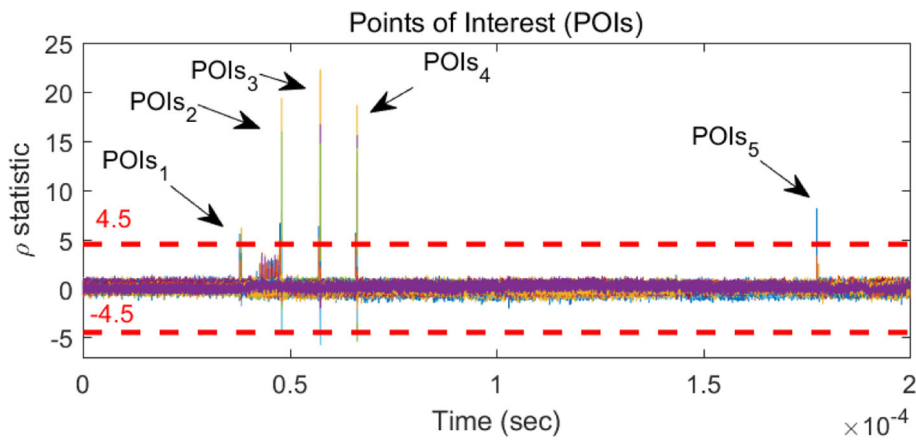 Points of Interest (POIs)
25
20
15
10
5
0
-5
ρ statistic
POIs₁
POIs₂
POIs₃
POIs₄
POIs₅
4.5
-4.5
0
0.5
1
1.5
2
×10⁻⁴
Time (sec)